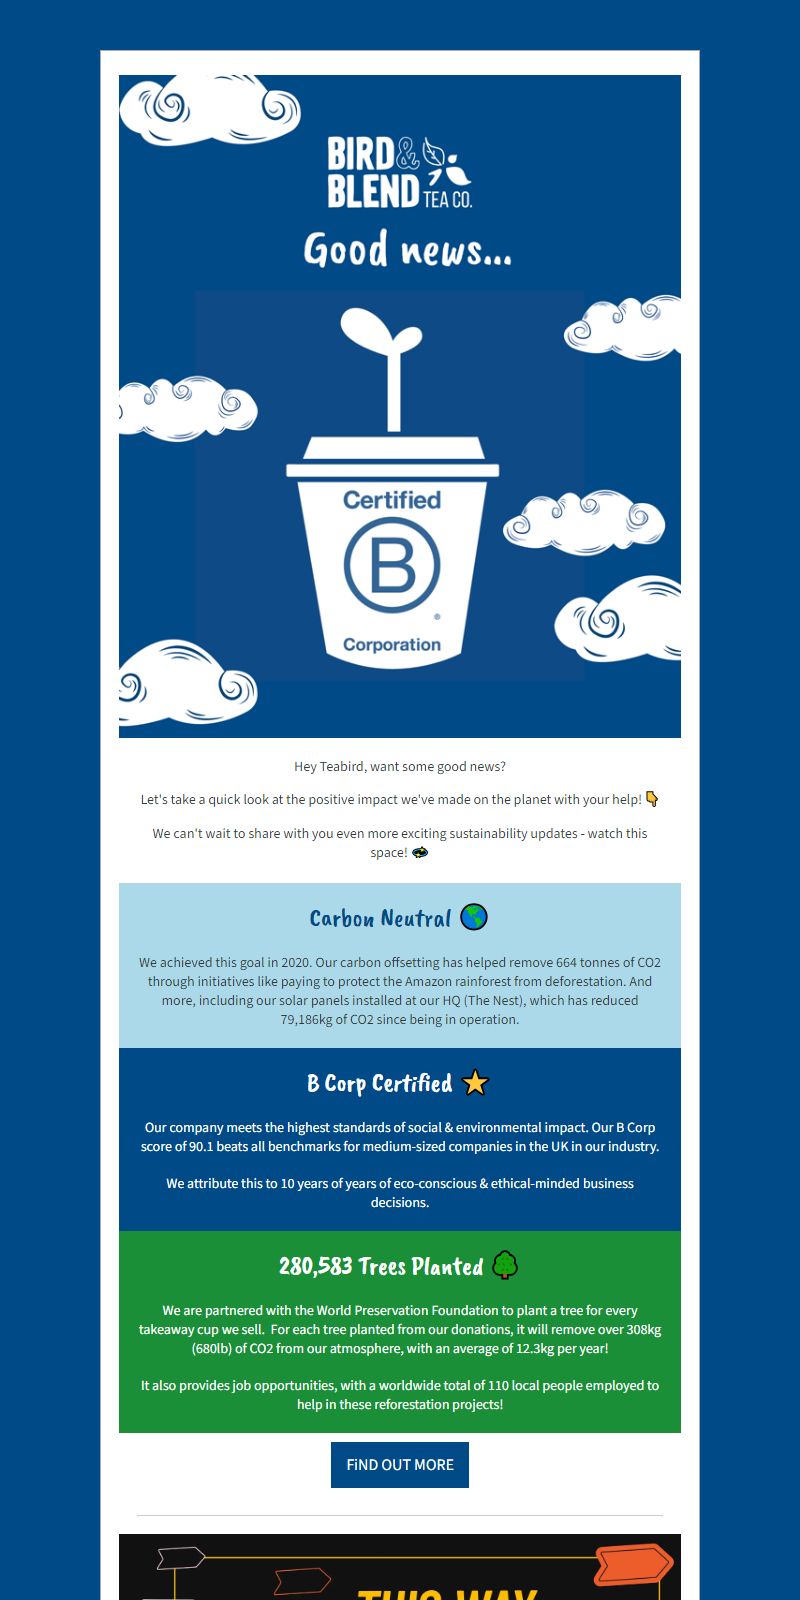 BIRD&
BLEND TEA CO.
Good news...
Certified
B
®
Corporation
Hey Teabird, want some good news?
Let's take a quick look at the positive impact we've made on the planet with your help! 👇
We can't wait to share with you even more exciting sustainability updates - watch this
space!
Carbon Neutral 🌎
We achieved this goal in 2020. Our carbon offsetting has helped remove 664 tonnes of CO2
through initiatives like paying to protect the Amazon rainforest from deforestation. And
more, including our solar panels installed at our HQ (The Nest), which has reduced
79,186kg of CO2 since being in operation.
B Corp Certified ⭐
Our company meets the highest standards of social & environmental impact. Our B Corp
score of 90.1 beats all benchmarks for medium-sized companies in the UK in our industry.
We attribute this to 10 years of years of eco-conscious & ethical-minded business
decisions.
280,583 Trees Planted 🌳
We are partnered with the World Preservation Foundation to plant a tree for every
takeaway cup we sell.  For each tree planted from our donations, it will remove over 308kg
(680lb) of CO2 from our atmosphere, with an average of 12.3kg per year!
It also provides job opportunities, with a worldwide total of 110 local people employed to
help in these reforestation projects!
FiND OUT MORE
THIS WAY